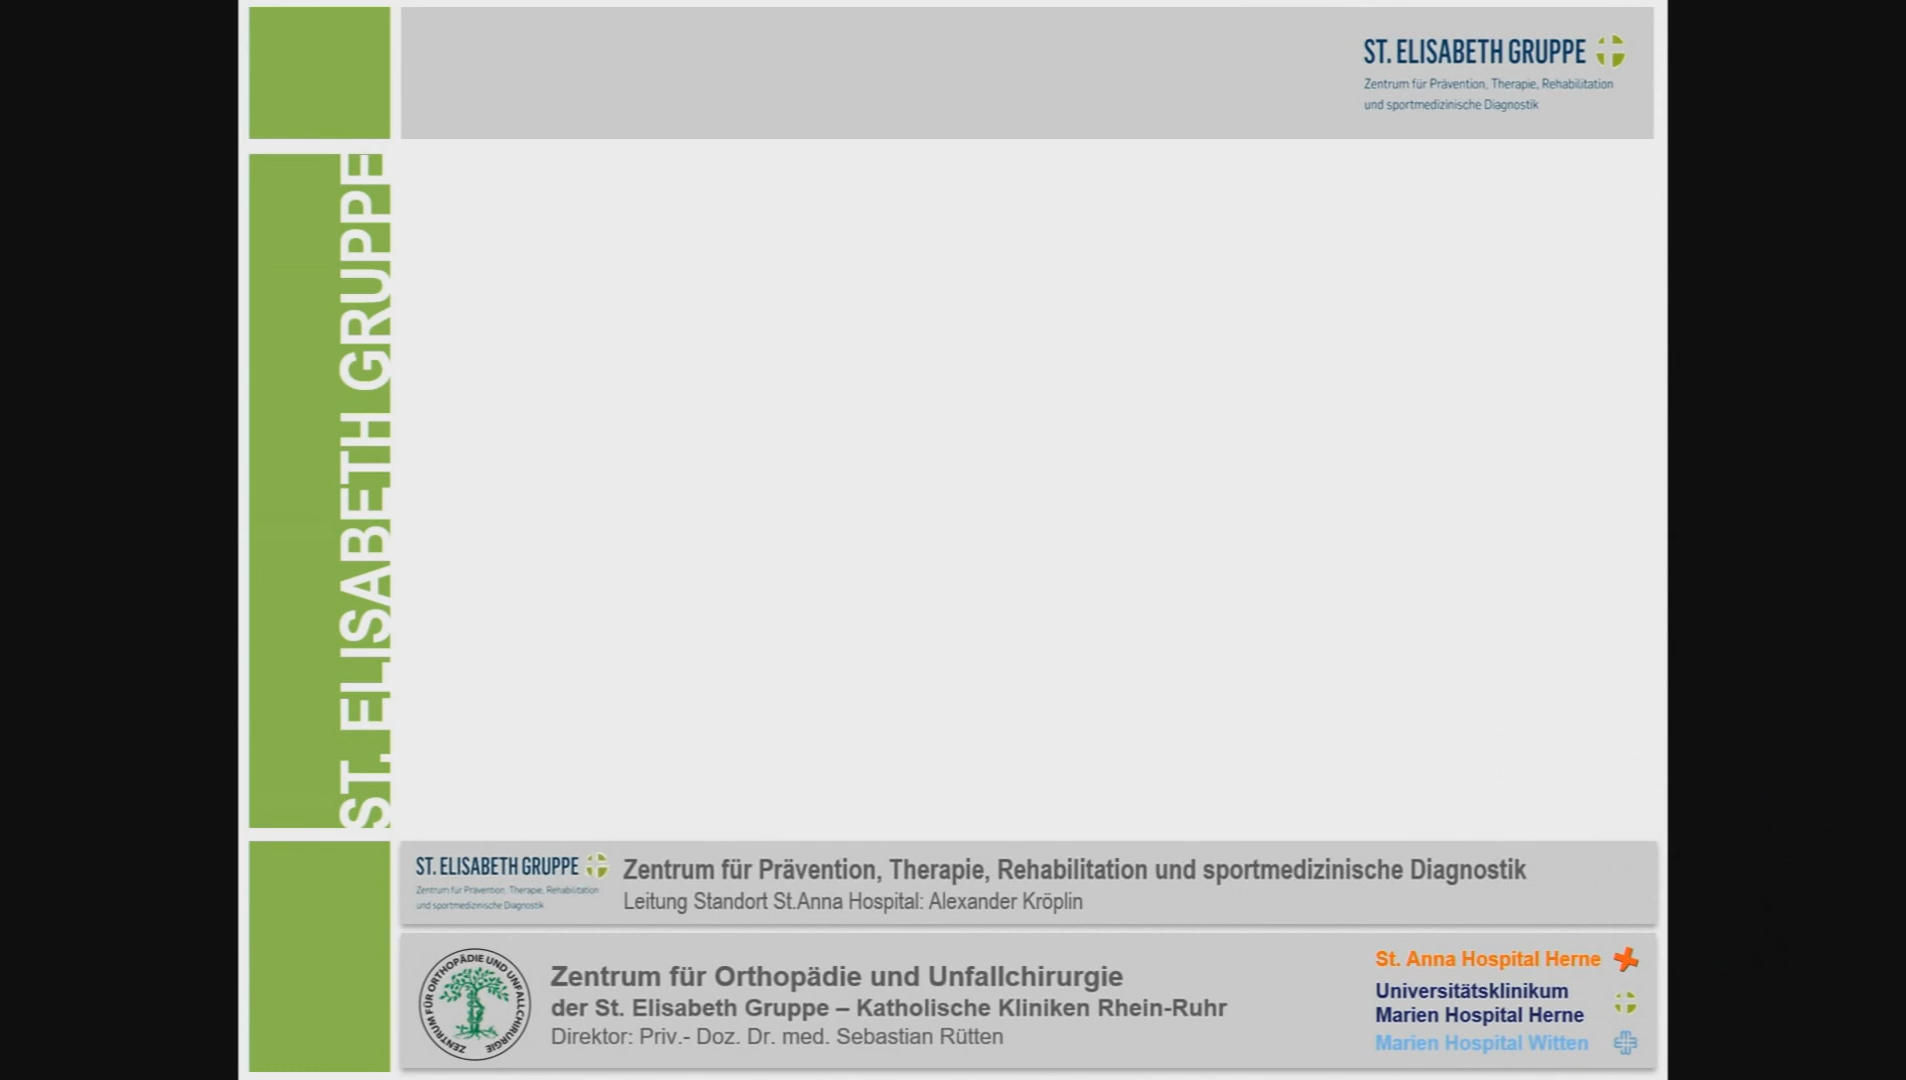 ST. ELISABETH GRUPPE
Zentrum für Prävention, Therapie, Rehabilitation
und sportmedizinische Diagnostik
ST. ELISABETH GRUPPE
ST. ELISABETH GRUPPE
Zentrum für Prävention, Therapie, Rehabilitation
und sportmedizinische Diagnostik
Zentrum für Prävention, Therapie, Rehabilitation und sportmedizinische Diagnostik
Leitung Standort St.Anna Hospital: Alexander Kröplin
ZENTRUM FÜR ORTHOPÄDIE UND UNFALLCHIRURGIE
Zentrum für Orthopädie und Unfallchirurgie
der St. Elisabeth Gruppe – Katholische Kliniken Rhein-Ruhr
Direktor: Priv.- Doz. Dr. med. Sebastian Rütten
St. Anna Hospital Herne
Universitätsklinikum
Marien Hospital Herne
Marien Hospital Witten